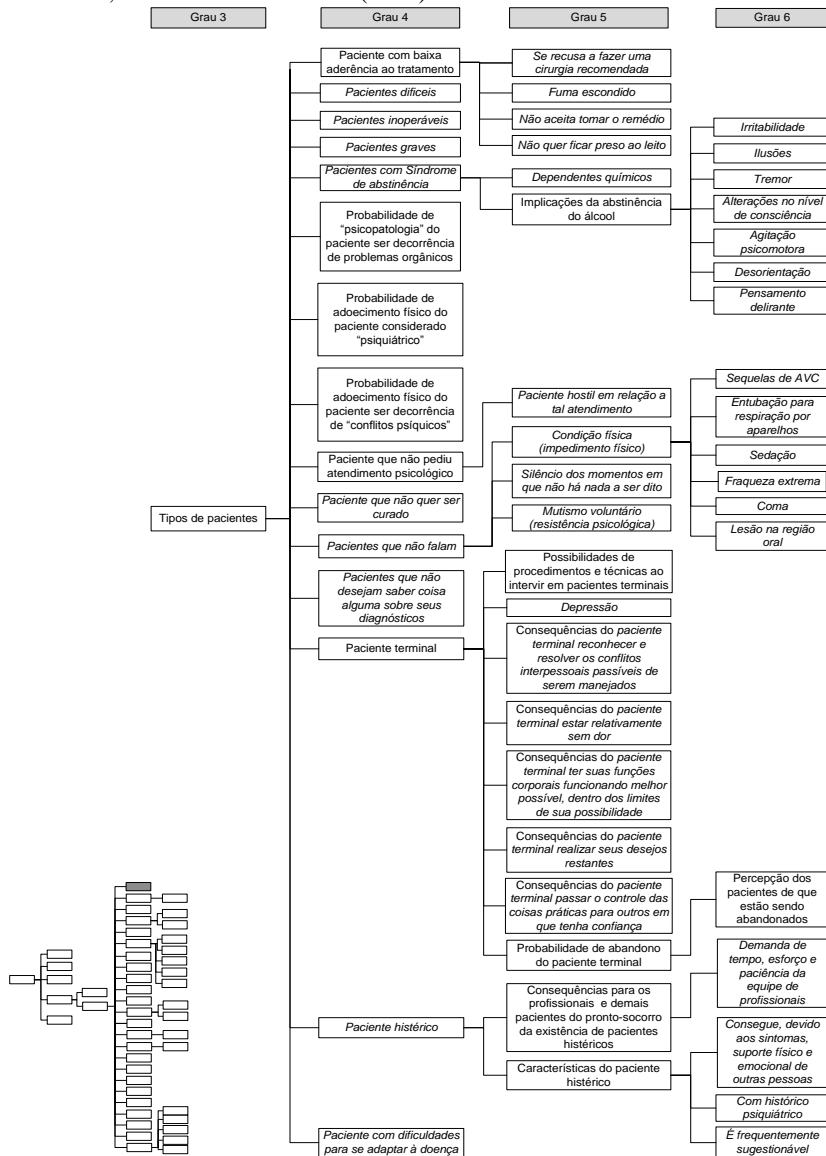 Grau 3
Grau 4
Grau 5
Grau 6
Tipos de pacientes
Paciente com baixa
aderência ao tratamento
Pacientes dificeis
Pacientes inoperáveis
Pacientes graves
Pacientes com Síndrome
de abstinência
Probabilidade de
“psicopatologia” do
paciente ser decorrência
de problemas orgânicos
Probabilidade de
adoecimento físico do
paciente considerado
“psiquiátrico”
Probabilidade de
adoecimento físico do
paciente ser decorrência
de “conflitos psíquicos”
Paciente que não pediu
atendimento psicológico
Paciente que não quer ser
curado
Pacientes que não falam
Pacientes que não
desejam saber coisa
alguma sobre seus
diagnósticos
Paciente terminal
Paciente histérico
Paciente com dificuldades
para se adaptar à doença
Se recusa a fazer uma
cirurgia recomendada
Fuma escondido
Não aceita tomar o remédio
Não quer ficar preso ao leito
Dependentes químicos
Implicações da abstinência
do álcool
Paciente hostil em relação a
tal atendimento
Condição física
(impedimento físico)
Silêncio dos momentos em
que não há nada a ser dito
Mutismo voluntário
(resistência psicológica)
Possibilidades de
procedimentos e técnicas ao
intervir em pacientes terminais
Depressão
Consequências do paciente
terminal reconhecer e
resolver os conflitos
interpessoais passíveis de
serem manejados
Consequências do paciente
terminal estar relativamente
sem dor
Consequências do paciente
terminal ter suas funções
corporais funcionando melhor
possível, dentro dos limites
de sua possibilidade
Consequências do paciente
terminal realizar seus desejos
restantes
Consequências do paciente
terminal passar o controle das
coisas práticas para outros em
que tenha confiança
Probabilidade de abandono
do paciente terminal
Consequências para os
profissionais e demais
pacientes do pronto-socorro
da existência de pacientes
histéricos
Características do paciente
histérico
Irritabilidade
Ilusões
Tremor
Alterações no nível
de consciência
Agitação
psicomotora
Desorientação
Pensamento
delirante
Sequelas de AVC
Entubação para
respiração por
aparelhos
Sedação
Fraqueza extrema
Coma
Lesão na região
oral
Percepção dos
pacientes de que
estão sendo
abandonados
Demanda de
tempo, esforço e
paciência da
equipe de
profissionais
Consegue, devido
aos sintomas,
suporte físico e
emocional de
outras pessoas
Com histórico
psiquiátrico
É frequentemente
sugestionável